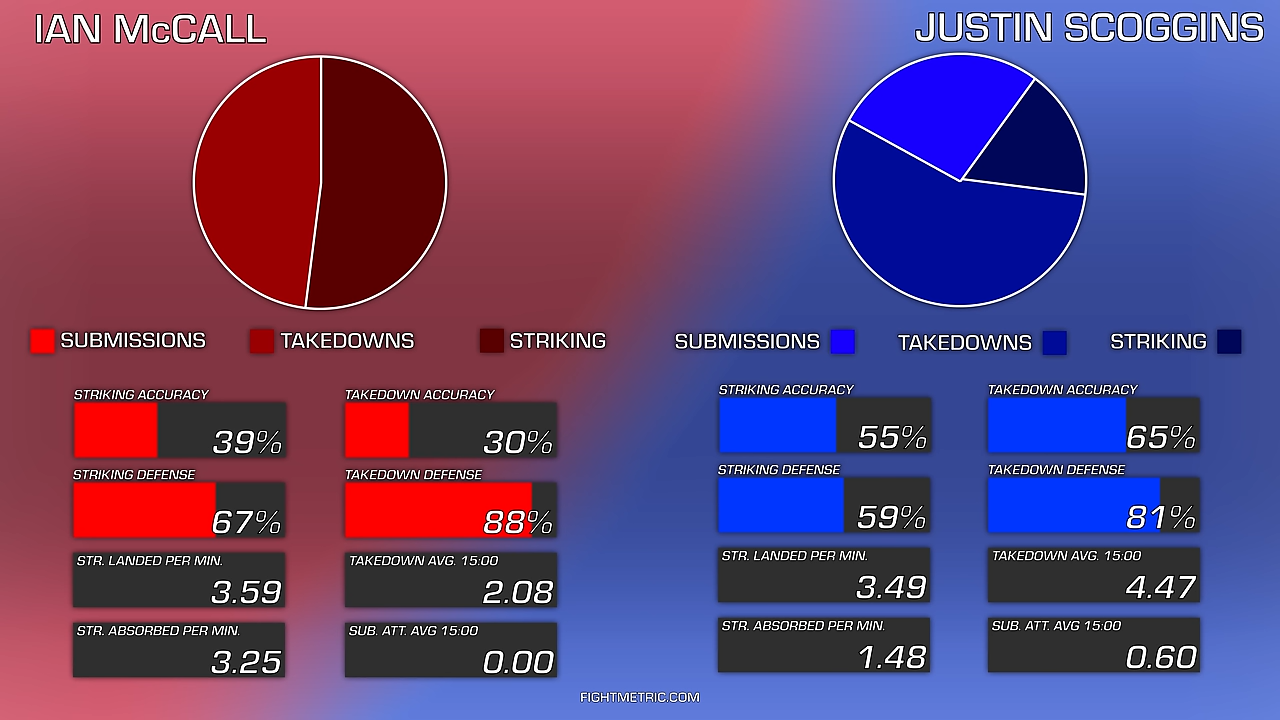 IAN McCALL
JUSTIN SCOGGINS
SUBMISSIONS TAKEDOWNS STRIKING
SUBMISSIONS TAKEDOWNS STRIKING
STRIKING ACCURACY
39%
TAKEDOWN ACCURACY
30%
STRIKING DEFENSE
67%
TAKEDOWN DEFENSE
88%
STR. LANDED PER MIN.
3.59
TAKEDOWN AVG. 15:00
2.08
STR. ABSORBED PER MIN.
3.25
SUB. ATT. AVG 15:00
0.00
STRIKING ACCURACY
55%
TAKEDOWN ACCURACY
65%
STRIKING DEFENSE
59%
TAKEDOWN DEFENSE
81%
STR. LANDED PER MIN.
3.49
TAKEDOWN AVG. 15:00
4.47
STR. ABSORBED PER MIN.
1.48
SUB. ATT. AVG 15:00
0.60
FIGHTMETRIC.COM